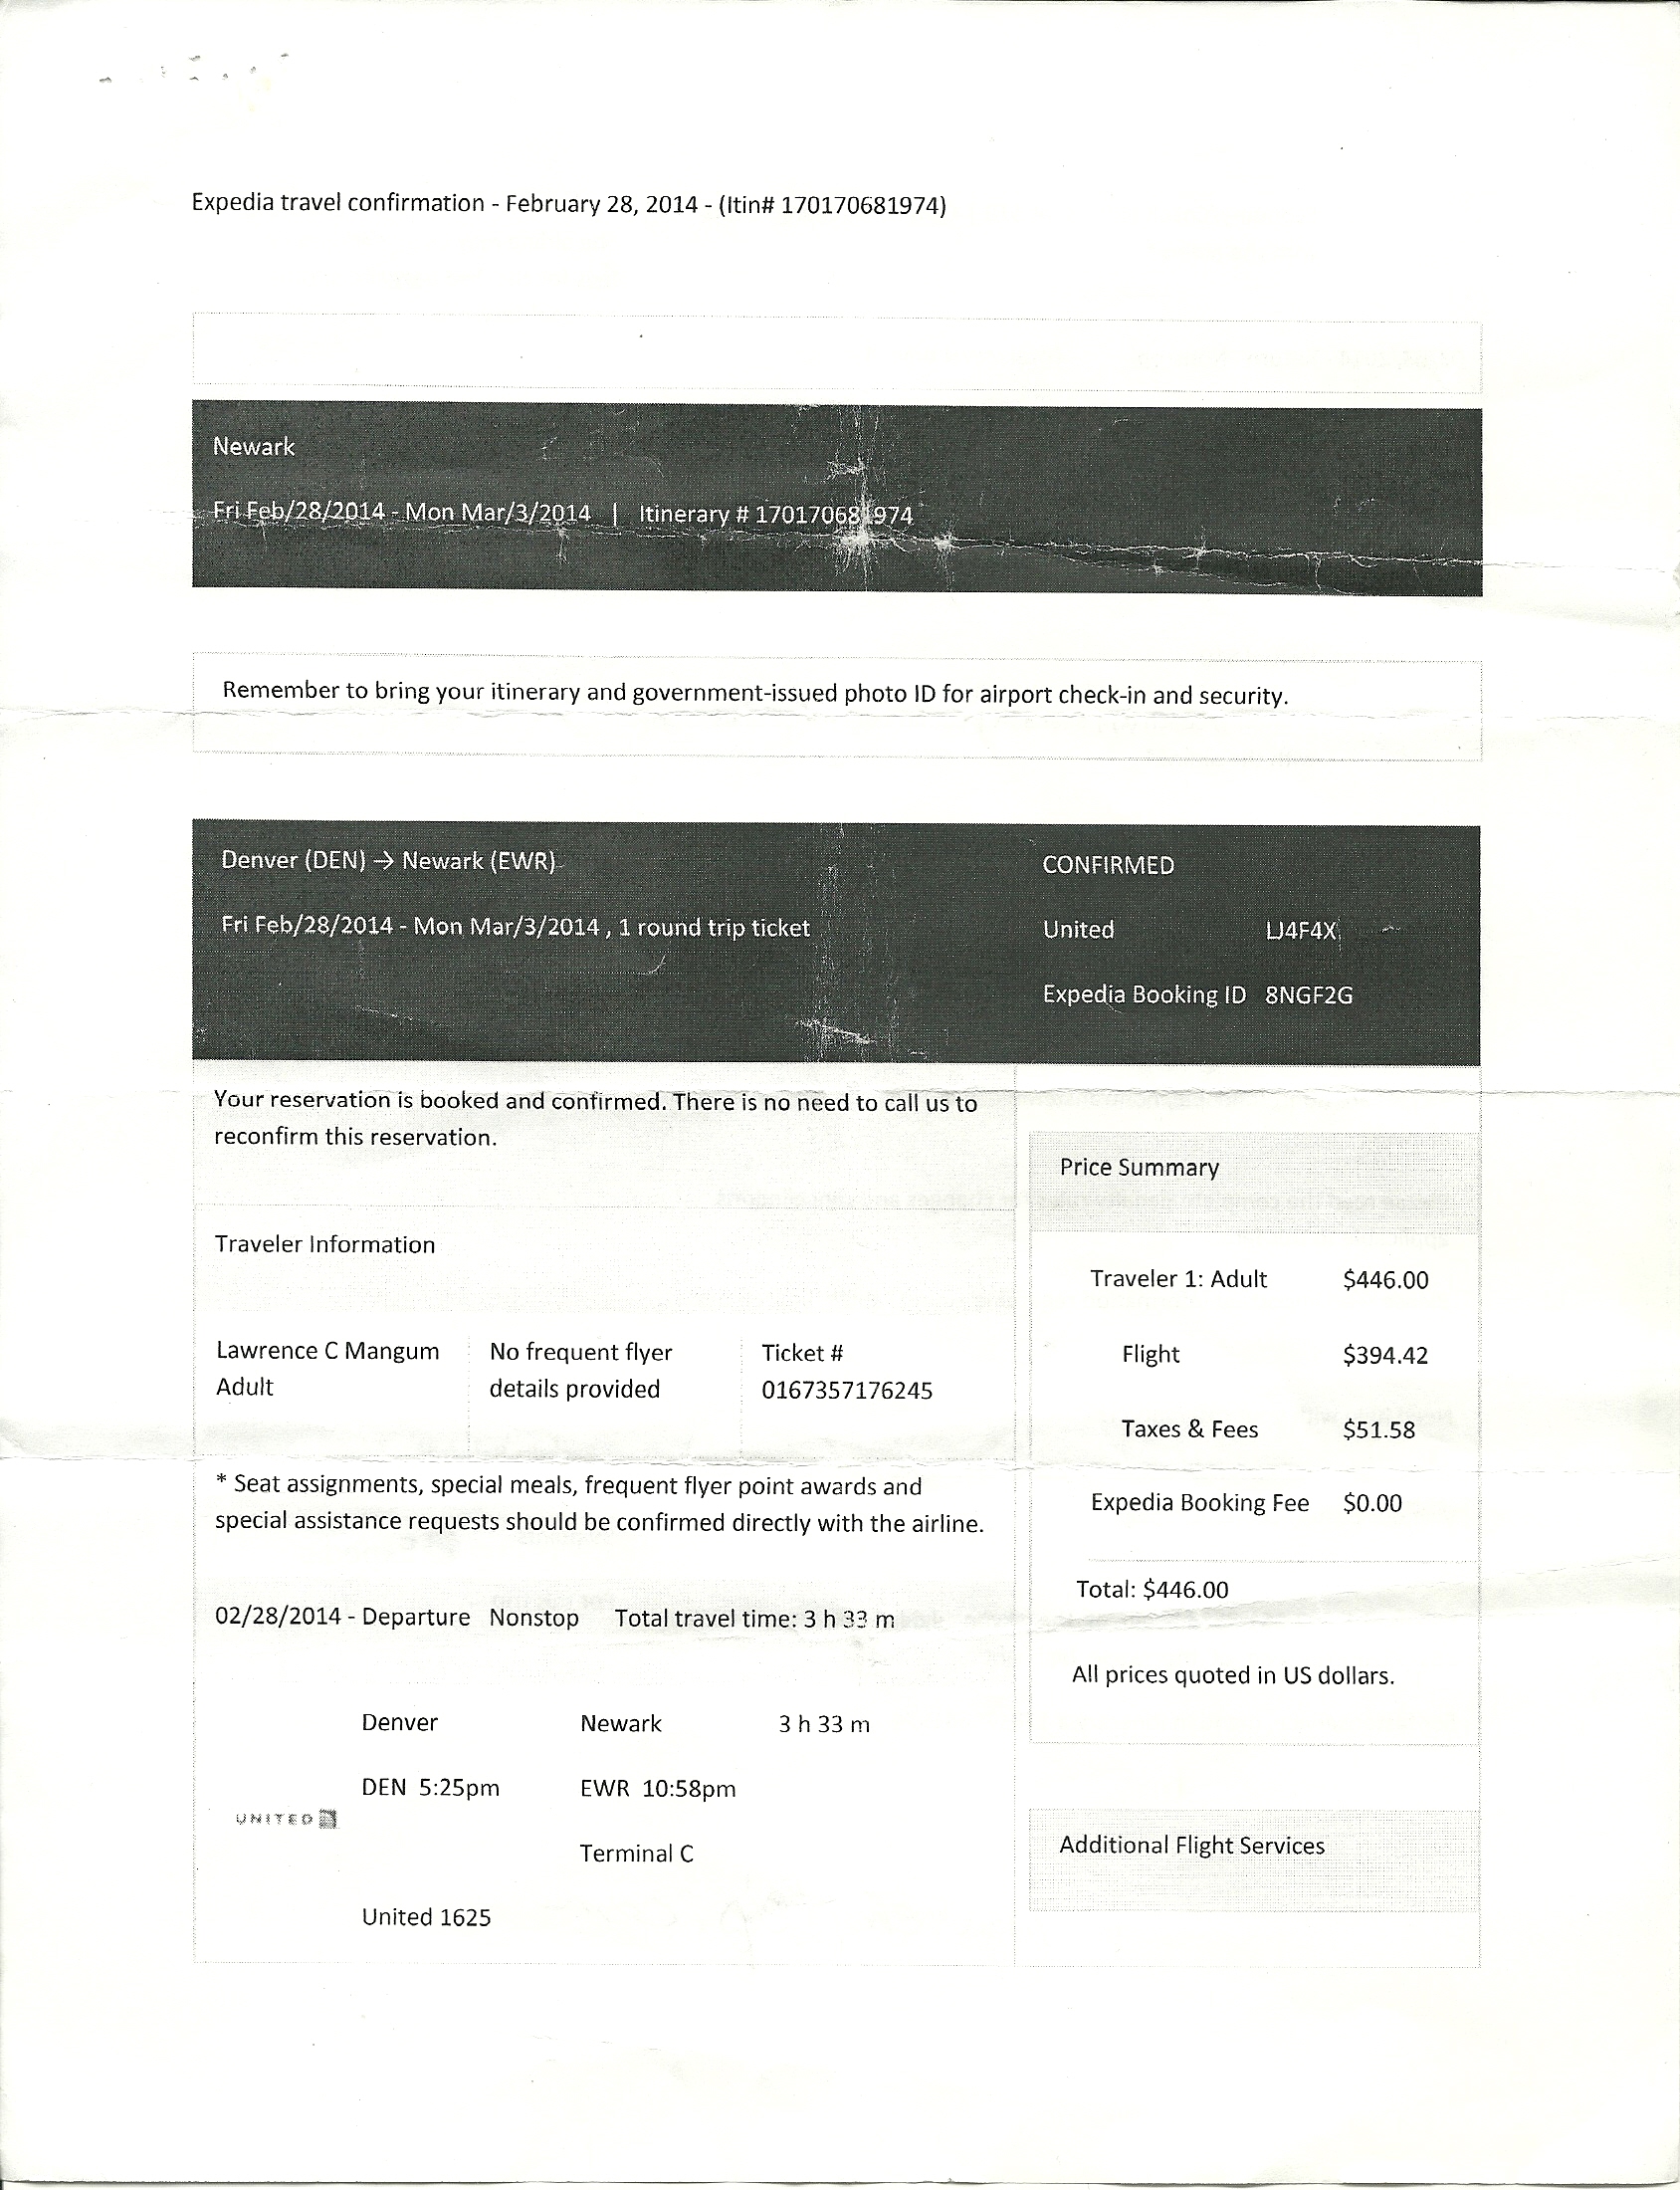 Expedia travel confirmation - February 28, 2014 - (Itin# 170170681974)
Newark
Fri Feb/28/2014 - Mon Mar/3/2014 | Itinerary # 170170681974
Remember to bring your itinerary and government-issued photo ID for airport check-in and security.
Denver (DEN) → Newark (EWR)
Fri Feb/28/2014 - Mon Mar/3/2014 , 1 round trip ticket
CONFIRMED
United LJ4F4X
Expedia Booking ID 8NGF2G
Your reservation is booked and confirmed. There is no need to call us to
reconfirm this reservation.
Traveler Information
Lawrence C Mangum
Adult
No frequent flyer
details provided
Ticket #
0167357176245
* Seat assignments, special meals, frequent flyer point awards and
special assistance requests should be confirmed directly with the airline.
02/28/2014 - Departure Nonstop Total travel time: 3 h 33 m
Denver Newark 3 h 33 m
DEN 5:25pm EWR 10:58pm
UNITED
Terminal C
United 1625
Price Summary
Traveler 1: Adult $446.00
Flight $394.42
Taxes & Fees $51.58
Expedia Booking Fee $0.00
Total: $446.00
All prices quoted in US dollars.
Additional Flight Services